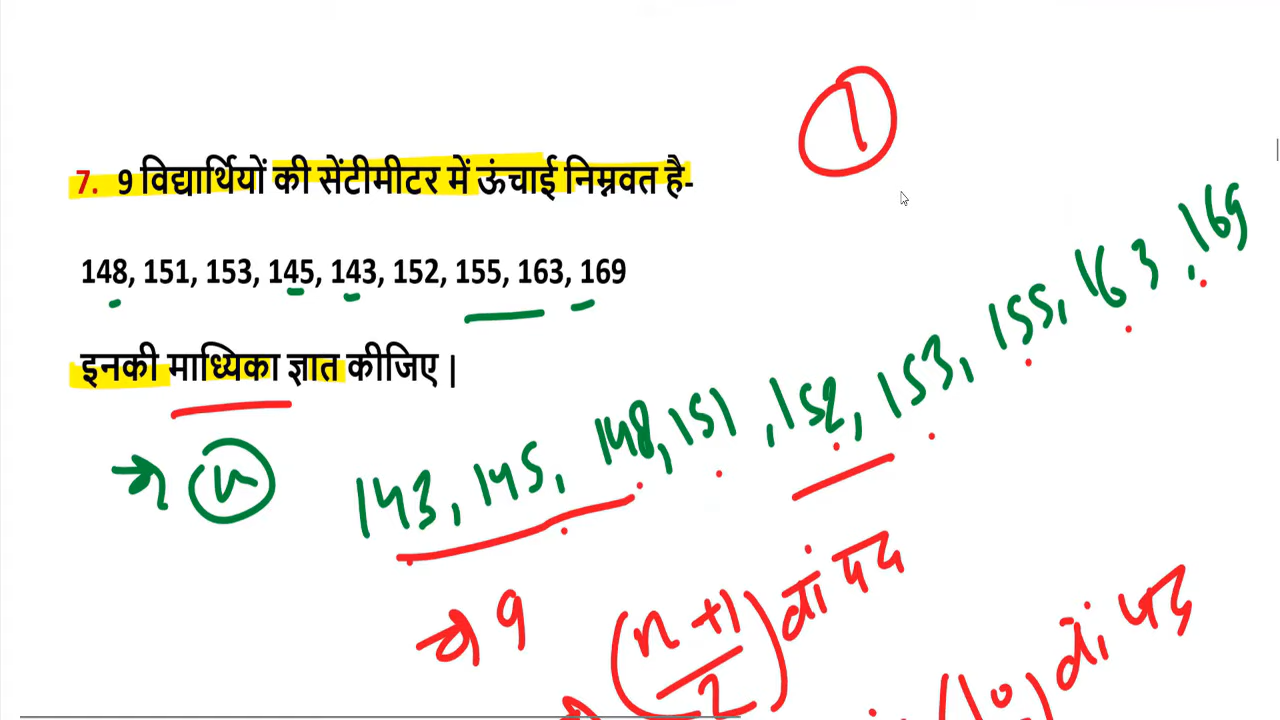 7. 9 विद्यार्थियों की सेंटीमीटर में ऊंचाई निम्नवत है-
148, 151, 153, 145, 143, 152, 155, 163, 169
इनकी माध्यिका ज्ञात कीजिए |
1
143, 145, 148, 151, 152, 153, 155, 163, 169
9
(n+1/2) वां पद
वां पद